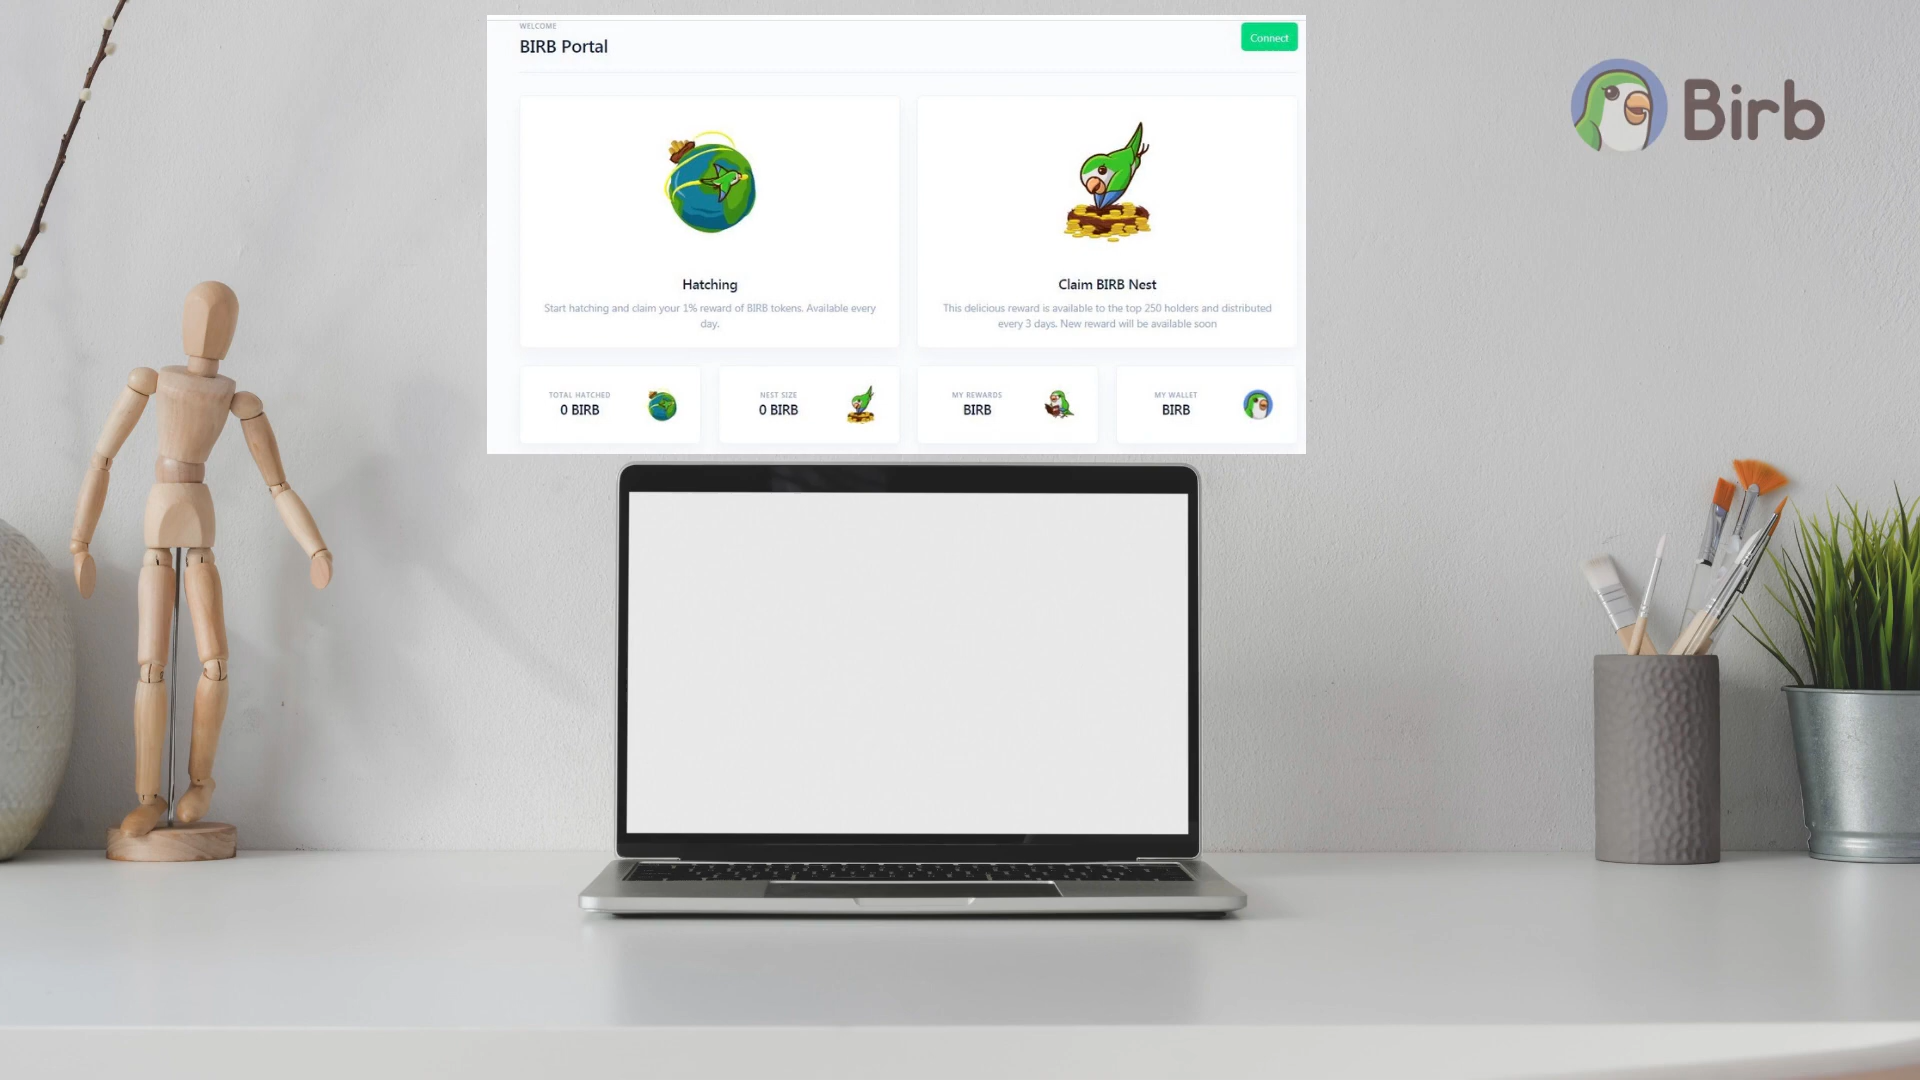 WELCOME
BIRB Portal
Connect
Birb
Hatching
Start hatching and claim your 1% reward of BIRB tokens. Available every
day.
Claim BIRB Nest
This delicious reward is available to the top 250 holders and distributed
every 3 days. New reward will be available soon
TOTAL HATCHED
0 BIRB
NEST SIZE
0 BIRB
MY REWARDS
BIRB
MY WALLET
BIRB